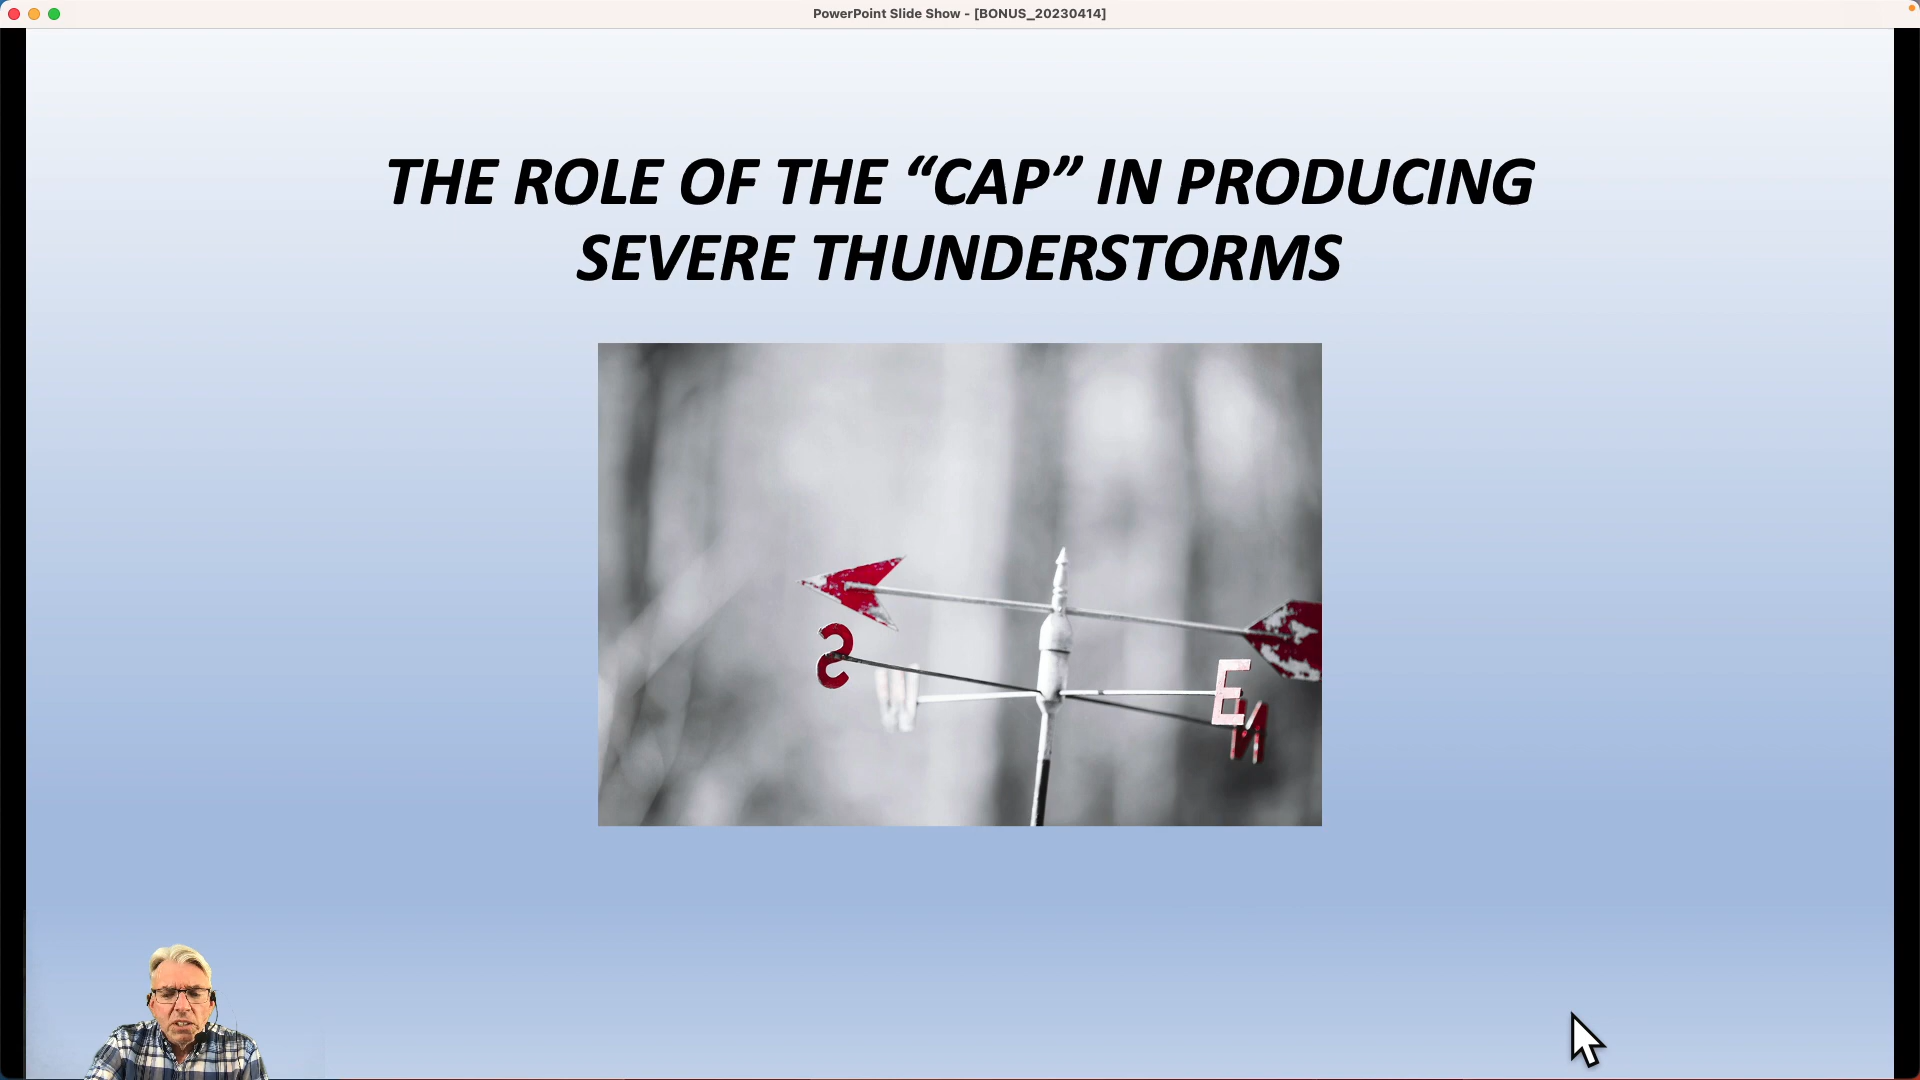 PowerPoint Slide Show - [BONUS_20230414]
THE ROLE OF THE “CAP” IN PRODUCING
SEVERE THUNDERSTORMS
S
W
E
N